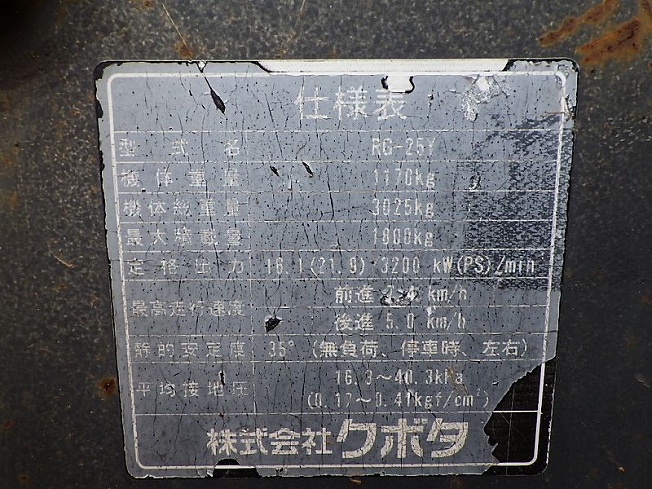 仕様表
型式名 RG-25Y
機体重量 1170kg
機体総重量 3025kg
最大積載量 1800kg
定格出力 16.1(21.9)/3200 kW(PS)/min
最高走行速度 前進 km/h
後進 5.0 km/h
静的安定度 35° (無負荷、停車時、左右)
平均接地圧 16.3〜40.3kPa
(0.17〜0.41kgf/cm²)
株式会社クボタ